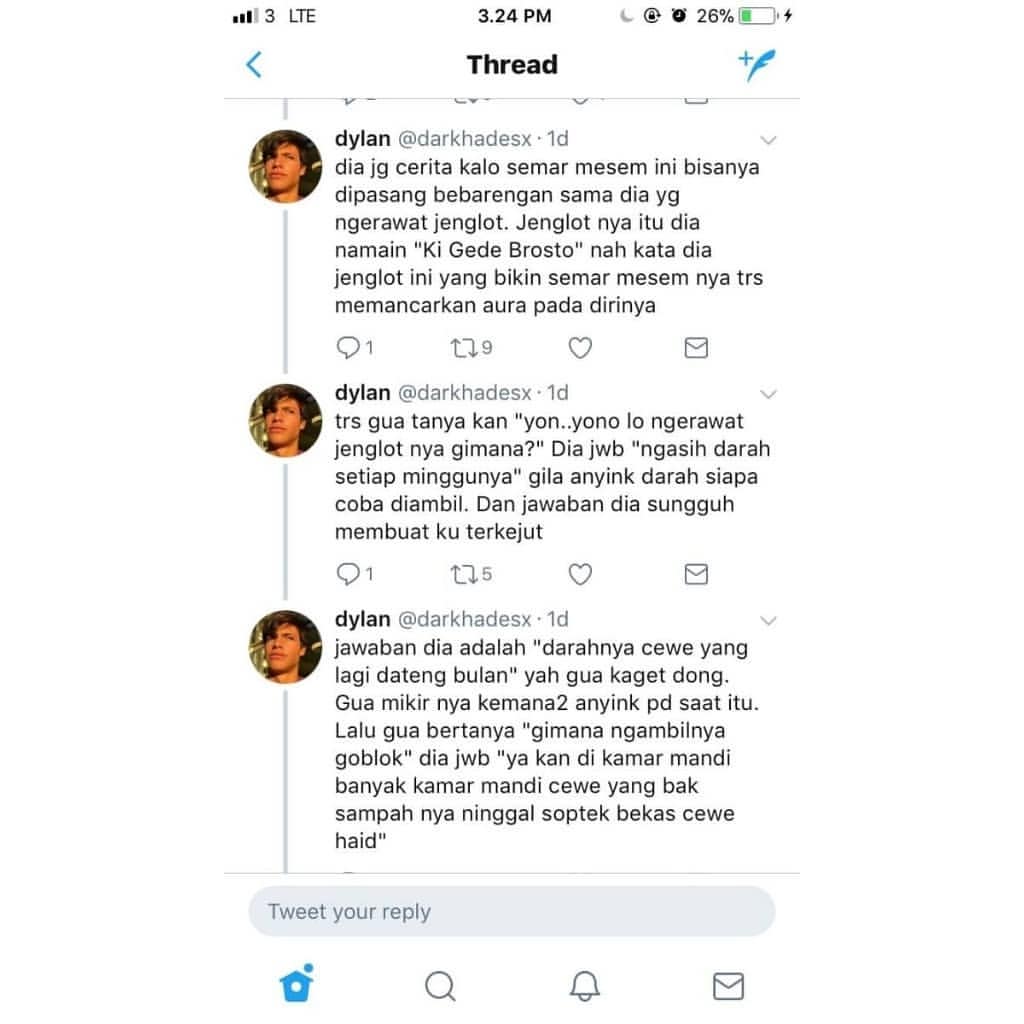 3 LTE 3.24 PM 26%
Thread
dylan @darkhadesx · 1d
dia jg cerita kalo semar mesem ini bisanya
dipasang bebarengan sama dia yg
ngerawat jenglot. Jenglot nya itu dia
namain "Ki Gede Brosto" nah kata dia
jenglot ini yang bikin semar mesem nya trs
memancarkan aura pada dirinya
1 9
dylan @darkhadesx · 1d
trs gua tanya kan "yon..yono lo ngerawat
jenglot nya gimana?" Dia jwb "ngasih darah
setiap minggunya" gila anyink darah siapa
coba diambil. Dan jawaban dia sungguh
membuat ku terkejut
1 5
dylan @darkhadesx · 1d
jawaban dia adalah "darahnya cewe yang
lagi dateng bulan" yah gua kaget dong.
Gua mikir nya kemana2 anyink pd saat itu.
Lalu gua bertanya "gimana ngambilnya
goblok" dia jwb "ya kan di kamar mandi
banyak kamar mandi cewe yang bak
sampah nya ninggal soptek bekas cewe
haid"
Tweet your reply